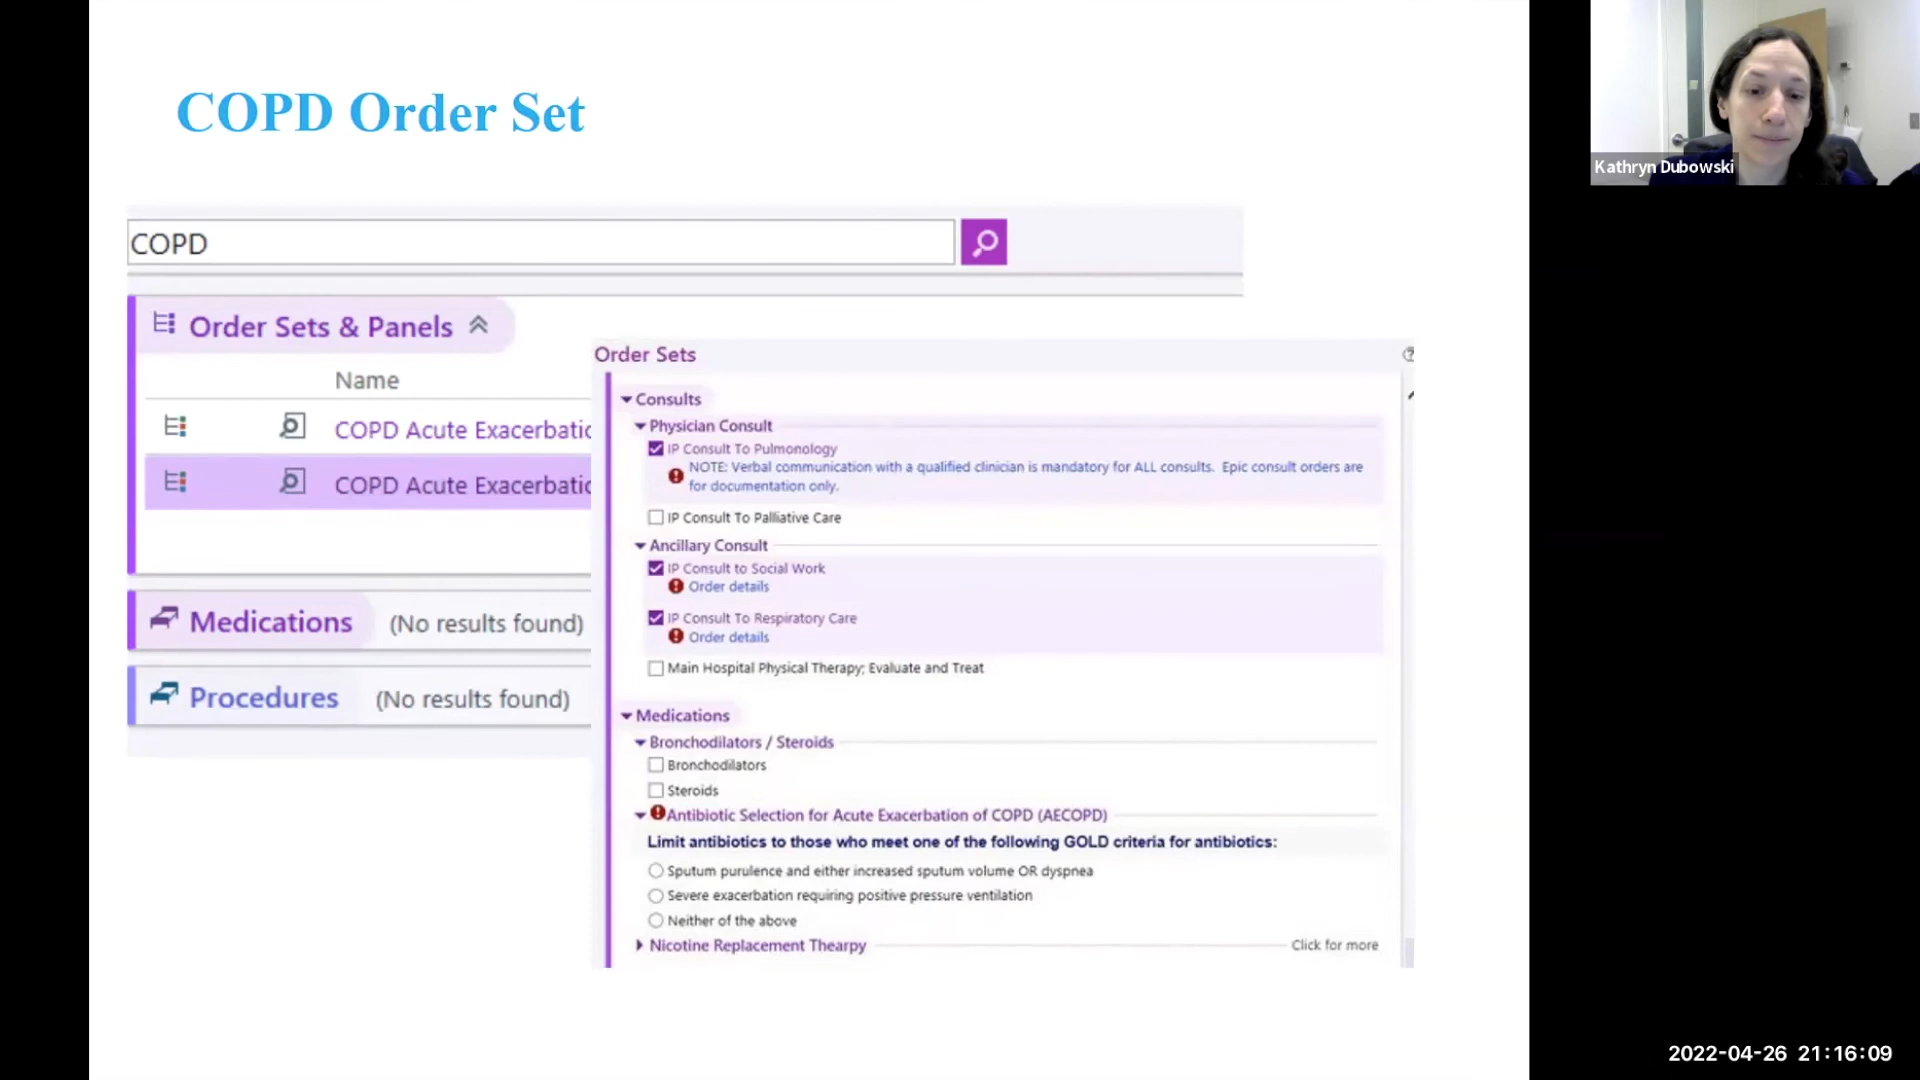 COPD Order Set
Kathryn Dubowski
COPD
Order Sets & Panels
Name
COPD Acute
COPD Acute
Medications (No results found)
Procedures (No results found)
Order Sets
Consults
Physician Consult
IP Consult To Pulmonology
NOTE: Verbal communication with a qualified clinician is mandatory for ALL consults. Epic consult orders are
for documentation only.
IP Consult To Palliative Care
Ancillary Consult
IP Consult to Social Work
Order details
IP Consult To Respiratory Care
Order details
Main Hospital Physical Therapy; Evaluate and Treat
Medications
Bronchodilators / Steroids
Bronchodilators
Steroids
Antibiotic Selection for Acute Exacerbation of COPD (AECOPD)
Limit antibiotics to those who meet one of the following GOLD criteria for antibiotics:
Sputum purulence and either increased sputum volume OR dyspnea
Severe exacerbation requiring positive pressure ventilation
Neither of the above
Nicotine Replacement Thearpy Click for more
2022-04-26 21:16:09